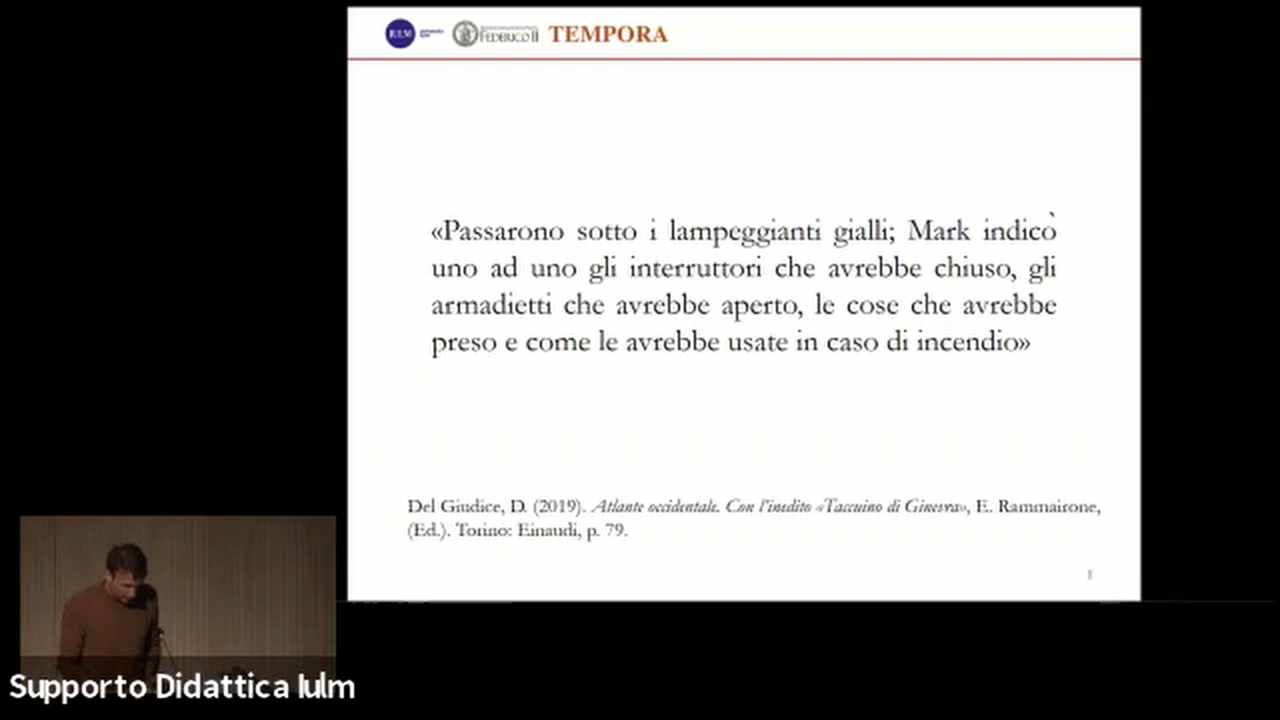 IULM
FEDERICO II
TEMPORA
«Passarono sotto i lampeggianti gialli; Mark indicò
uno ad uno gli interruttori che avrebbe chiuso, gli
armadietti che avrebbe aperto, le cose che avrebbe
preso e come le avrebbe usate in caso di incendio»
Del Giudice, D. (2019). Atlante occidentale. Con l'inedito «Taccuino di Ginevra», E. Rammairone,
(Ed.). Torino: Einaudi, p. 79.
Supporto Didattica Iulm